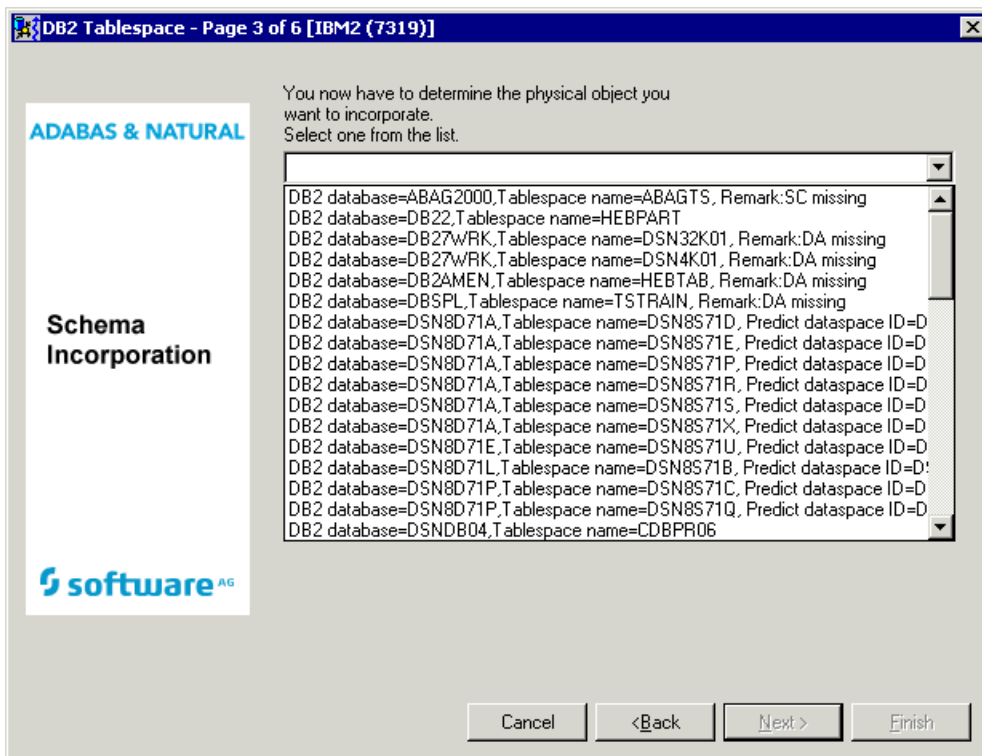 DB2 Tablespace - Page 3 of 6 [IBM2 (7319)]
You now have to determine the physical object you
want to incorporate.
Select one from the list.
ADABAS & NATURAL
DB2 database=ABAG2000,Tablespace name=ABAGTS, Remark:SC missing
DB2 database=DB22,Tablespace name=HEBPART
DB2 database=DB27WRK,Tablespace name=DSN32K01, Remark:DA missing
DB2 database=DB27WRK,Tablespace name=DSN4K01, Remark:DA missing
DB2 database=DB2AMEN,Tablespace name=HEBTAB, Remark:DA missing
DB2 database=DBSPL,Tablespace name=TSTRAIN, Remark:DA missing
DB2 database=DSN8D71A,Tablespace name=DSN8S71D, Predict dataspace ID=D
DB2 database=DSN8D71A,Tablespace name=DSN8S71E, Predict dataspace ID=D
DB2 database=DSN8D71A,Tablespace name=DSN8S71P, Predict dataspace ID=D
DB2 database=DSN8D71A,Tablespace name=DSN8S71R, Predict dataspace ID=D
DB2 database=DSN8D71A,Tablespace name=DSN8S71S, Predict dataspace ID=D
DB2 database=DSN8D71A,Tablespace name=DSN8S71X, Predict dataspace ID=D
DB2 database=DSN8D71E,Tablespace name=DSN8S71U, Predict dataspace ID=D
DB2 database=DSN8D71L,Tablespace name=DSN8S71B, Predict dataspace ID=D
DB2 database=DSN8D71P,Tablespace name=DSN8S71C, Predict dataspace ID=D
DB2 database=DSN8D71P,Tablespace name=DSN8S71Q, Predict dataspace ID=D
DB2 database=DSNDB04,Tablespace name=CDBPR06
Schema
Incorporation
software AG
Cancel
<Back
Next >
Finish